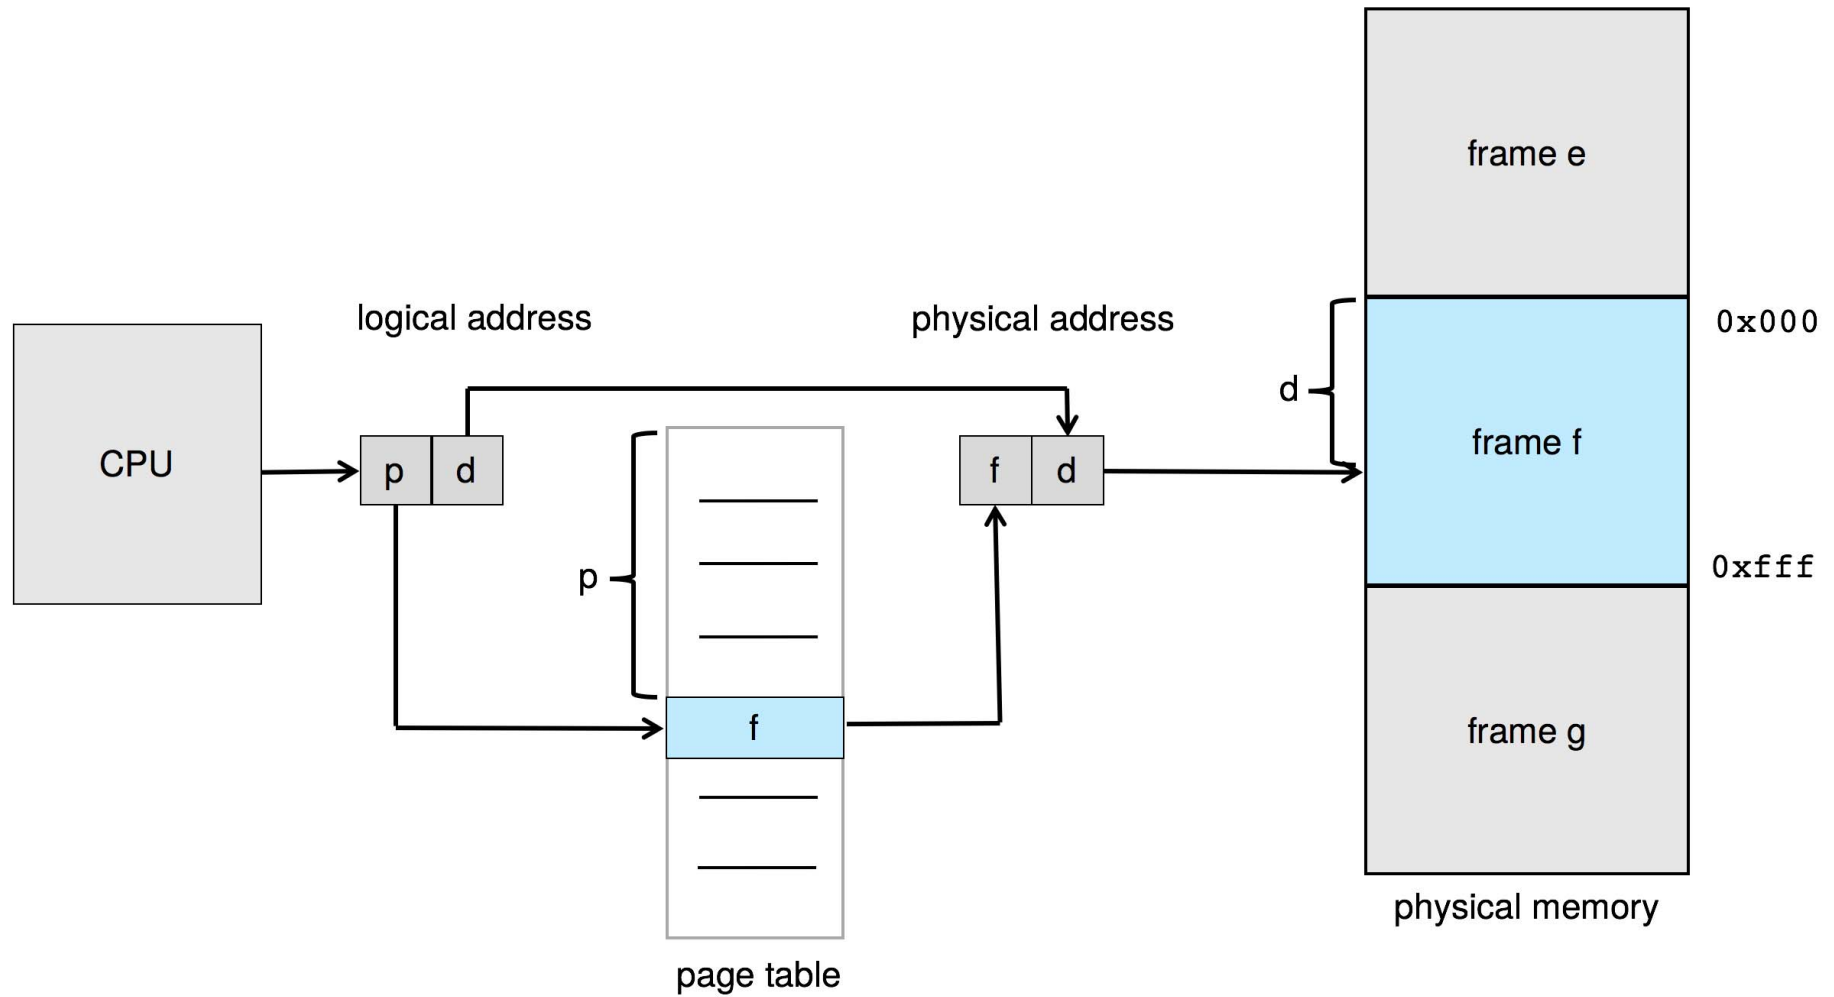 frame e
logical address
physical address
0x000
d
CPU
p
d
f
d
frame f
p
0xfff
f
frame g
physical memory
page table